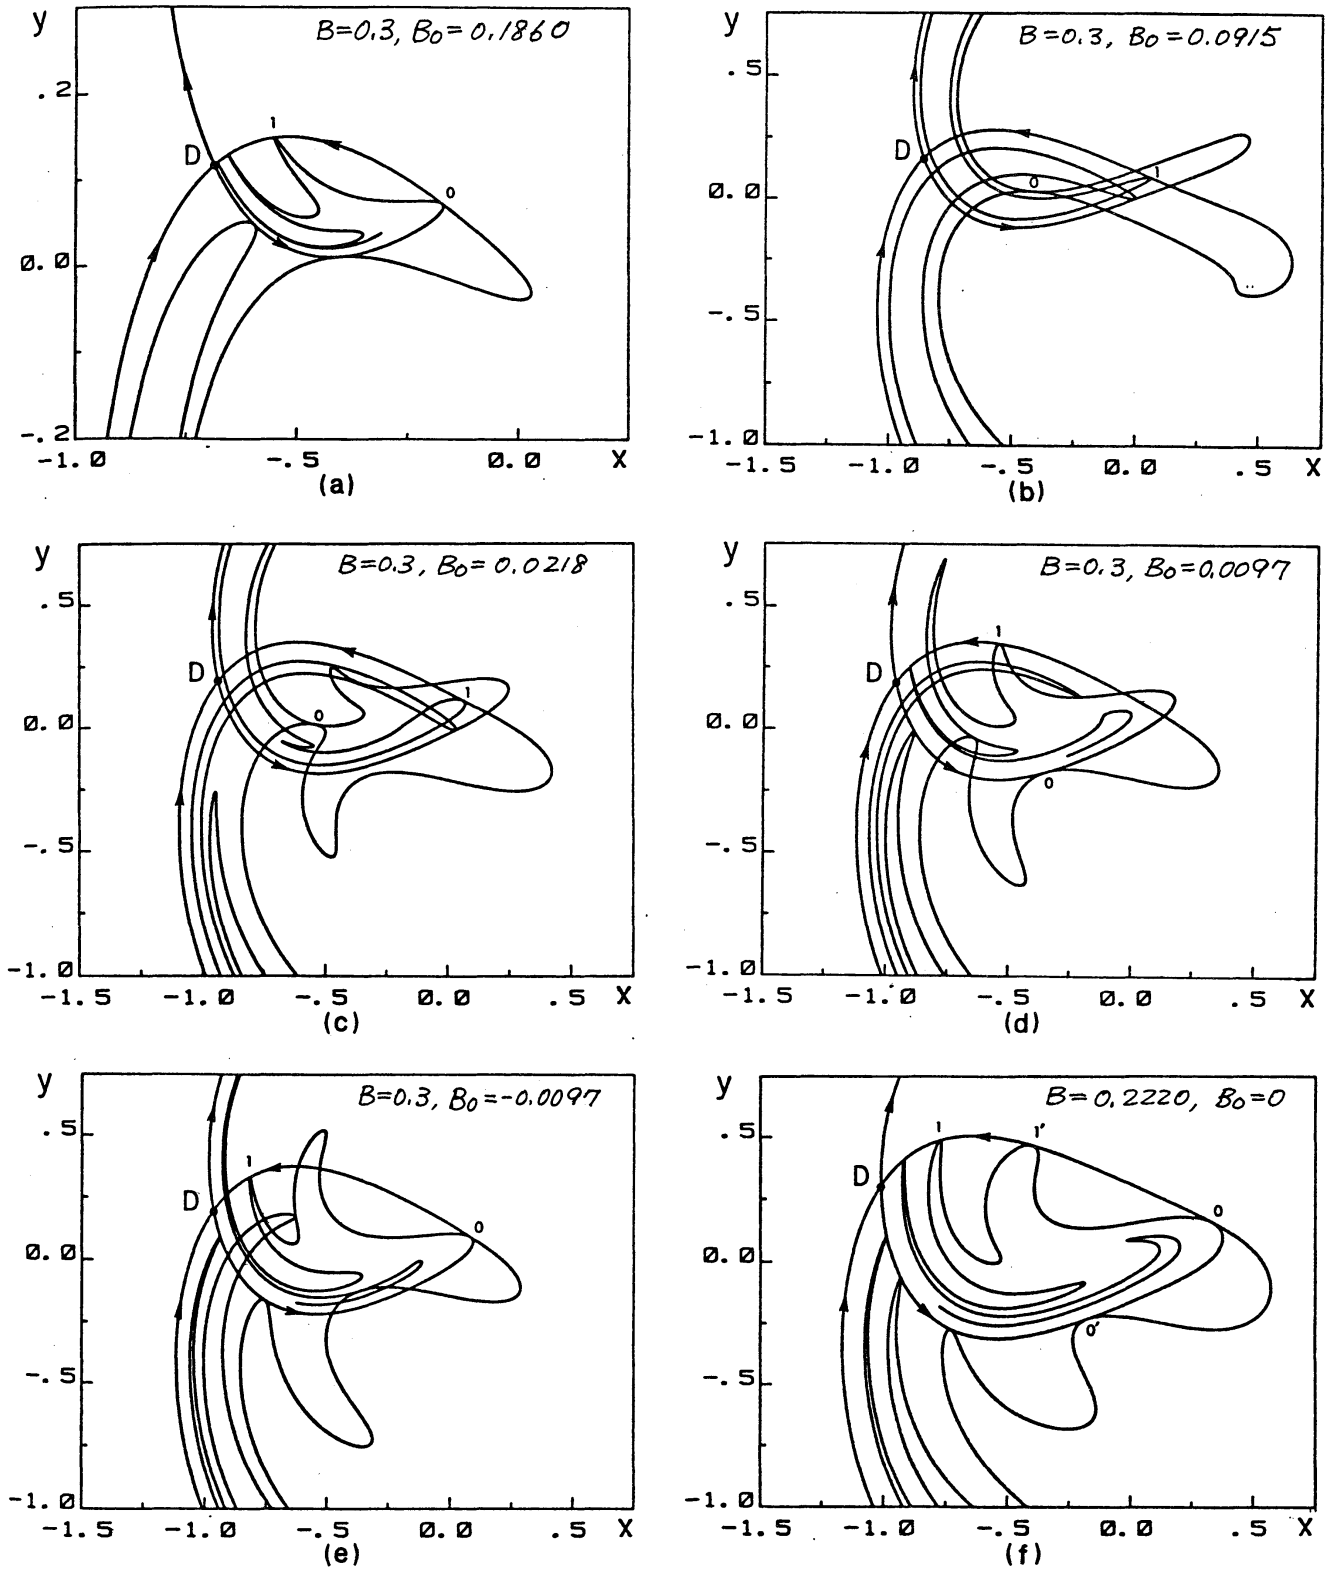 y
B=0.3, B₀=0.1860
.2
1
D
0
0.0
-.2
-1.0 -.5 0.0 X
(a)
B=0.3, B₀=0.0915
.5
D
0
1
0.0
-.5
-1.0
-1.5 -1.0 -.5 0.0 .5 X
(b)
y
B=0.3, B₀=0.0218
.5
D
1
0
0.0
-.5
-1.0
-1.5 -1.0 -.5 0.0 .5 X
(c)
y
B=0.3, B₀=0.0097
.5
1
D
0.0
0
-.5
-1.0
-1.5 -1.0 -.5 0.0 .5 X
(d)
y
B=0.3, B₀=-0.0097
.5
1
D
0
0.0
-.5
-1.0
-1.5 -1.0 -.5 0.0 .5 X
(e)
y
B=0.2220, B₀=0
.5
1
1'
D
0
0.0
0'
-.5
-1.0
-1.5 -1.0 -.5 0.0 .5 X
(f)